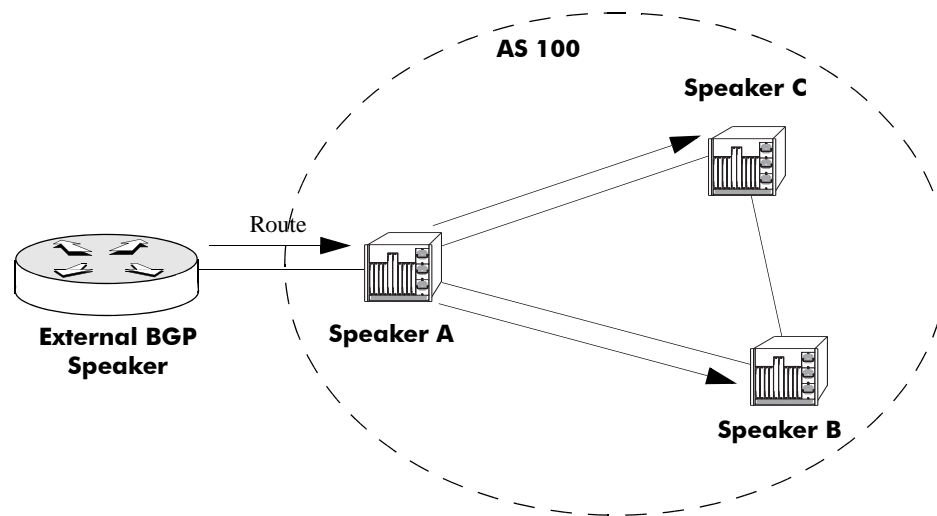 AS 100
Speaker C
Route
External BGP
Speaker
Speaker A
Speaker B